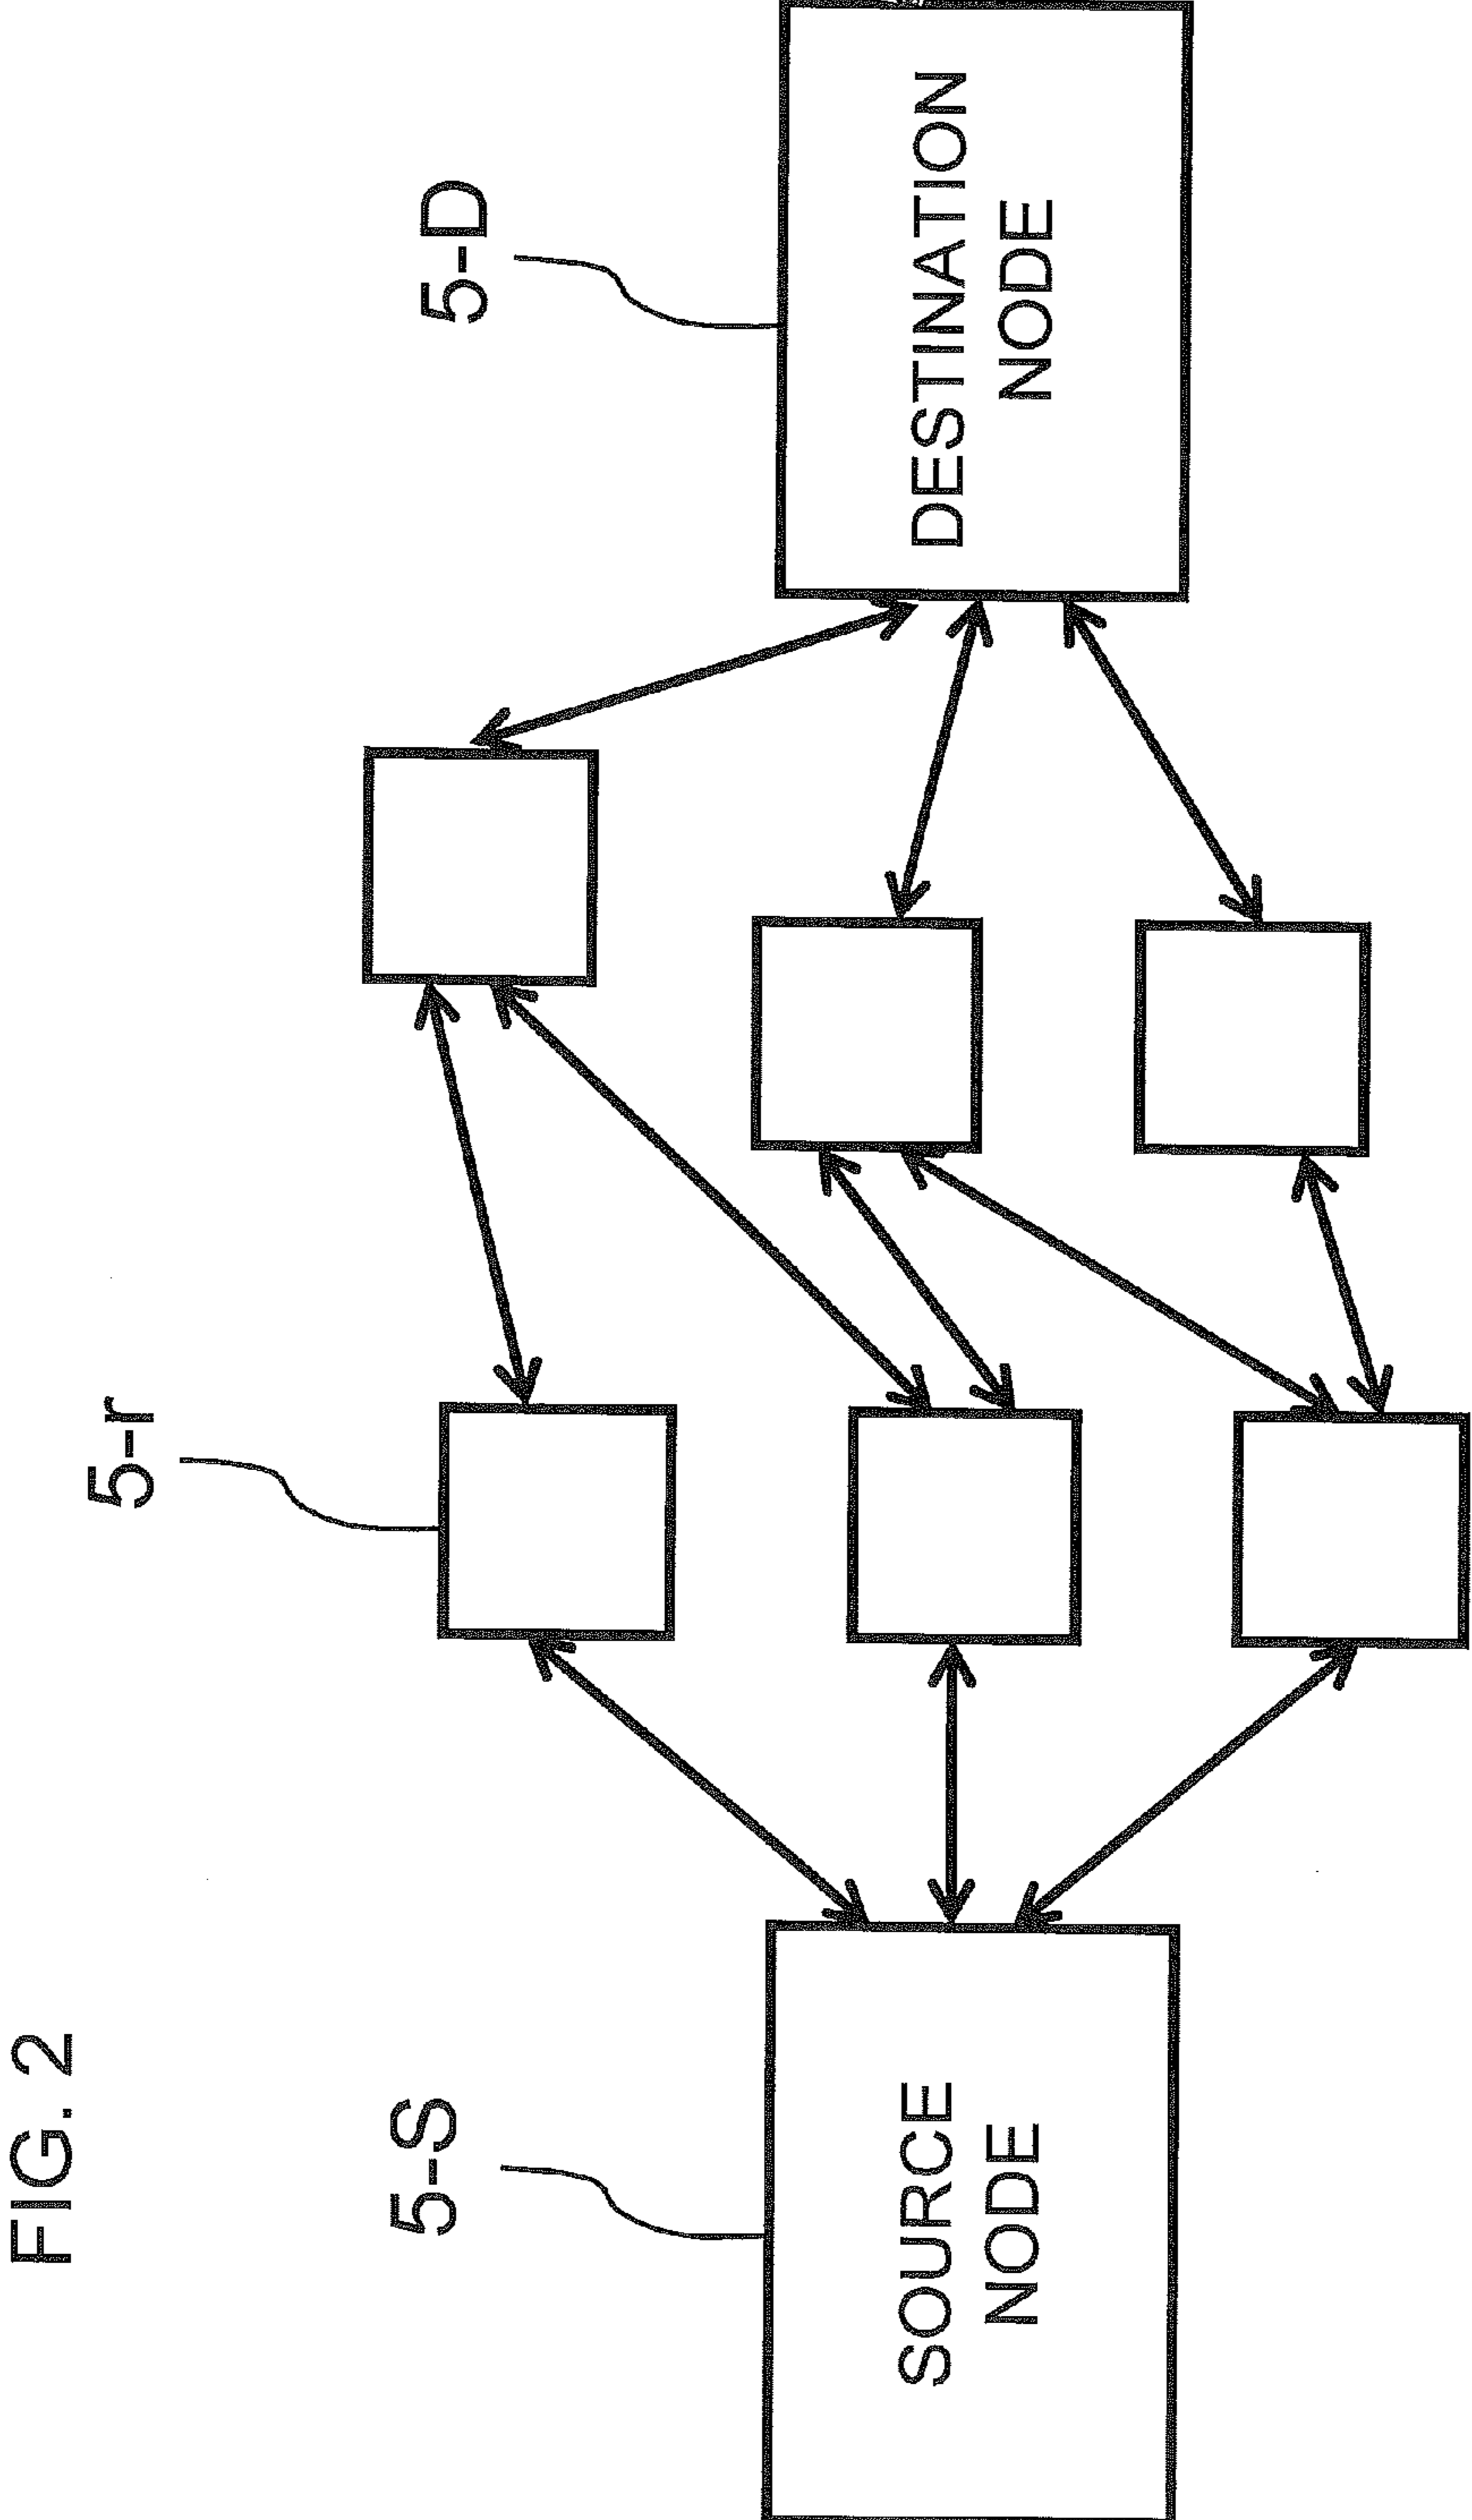 FIG. 2
5-S
SOURCE
NODE
5-r
5-D
DESTINATION
NODE